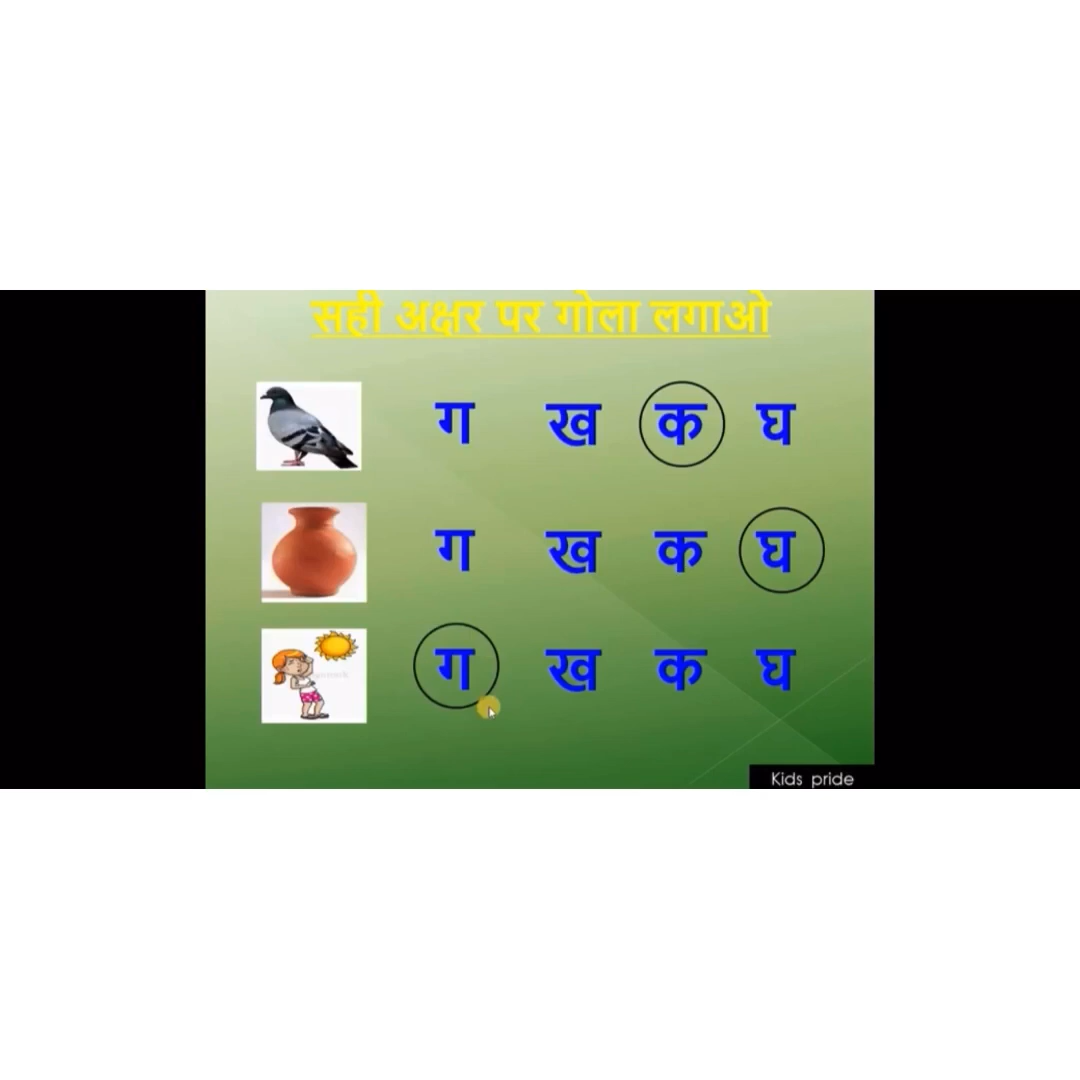 सही अक्षर पर गोला लगाओ
ग ख क घ
ग ख क घ
ग ख क घ
Kids pride